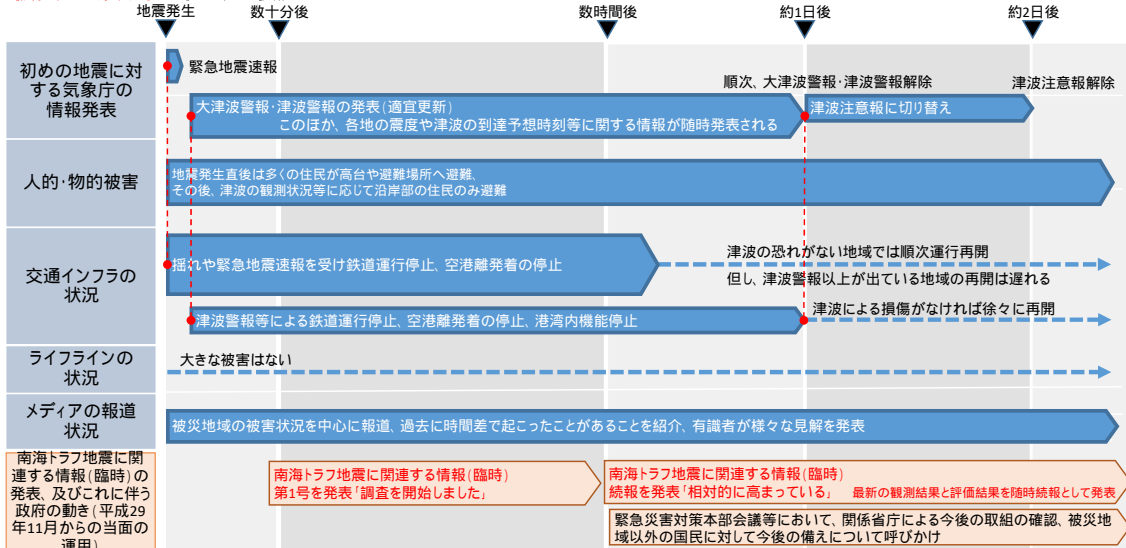 地震発生
数十分後
数時間後
約1日後
約2日後
初めの地震に対
する気象庁の
情報発表
緊急地震速報
順次、大津波警報・津波警報解除
津波注意報解除
大津波警報・津波警報の発表(適宜更新)
このほか、各地の震度や津波の到達予想時刻等に関する情報が随時発表される
津波注意報に切り替え
人的・物的被害
地震発生直後は多くの住民が高台や避難場所へ避難、
その後、津波の観測状況等に応じて沿岸部の住民のみ避難
交通インフラの
状況
揺れや緊急地震速報を受け鉄道運行停止、空港離発着の停止
津波の恐れがない地域では順次運行再開
但し、津波警報以上が出ている地域の再開は遅れる
津波警報等による鉄道運行停止、空港離発着の停止、港湾内機能停止
津波による損傷がなければ徐々に再開
ライフラインの
状況
大きな被害はない
メディアの報道
状況
被災地域の被害状況を中心に報道、過去に時間差で起こったことがあることを紹介、有識者が様々な見解を発表
南海トラフ地震に関
連する情報(臨時)の
発表、及びこれに伴う
政府の動き(平成29
年11月からの当面の
運用)
南海トラフ地震に関連する情報(臨時)
第1号を発表「調査を開始しました」
南海トラフ地震に関連する情報(臨時)
続報を発表「相対的に高まっている」 最新の観測結果と評価結果を随時続報として発表
緊急災害対策本部会議等において、関係省庁による今後の取組の確認、被災地
域以外の国民に対して今後の備えについて呼びかけ